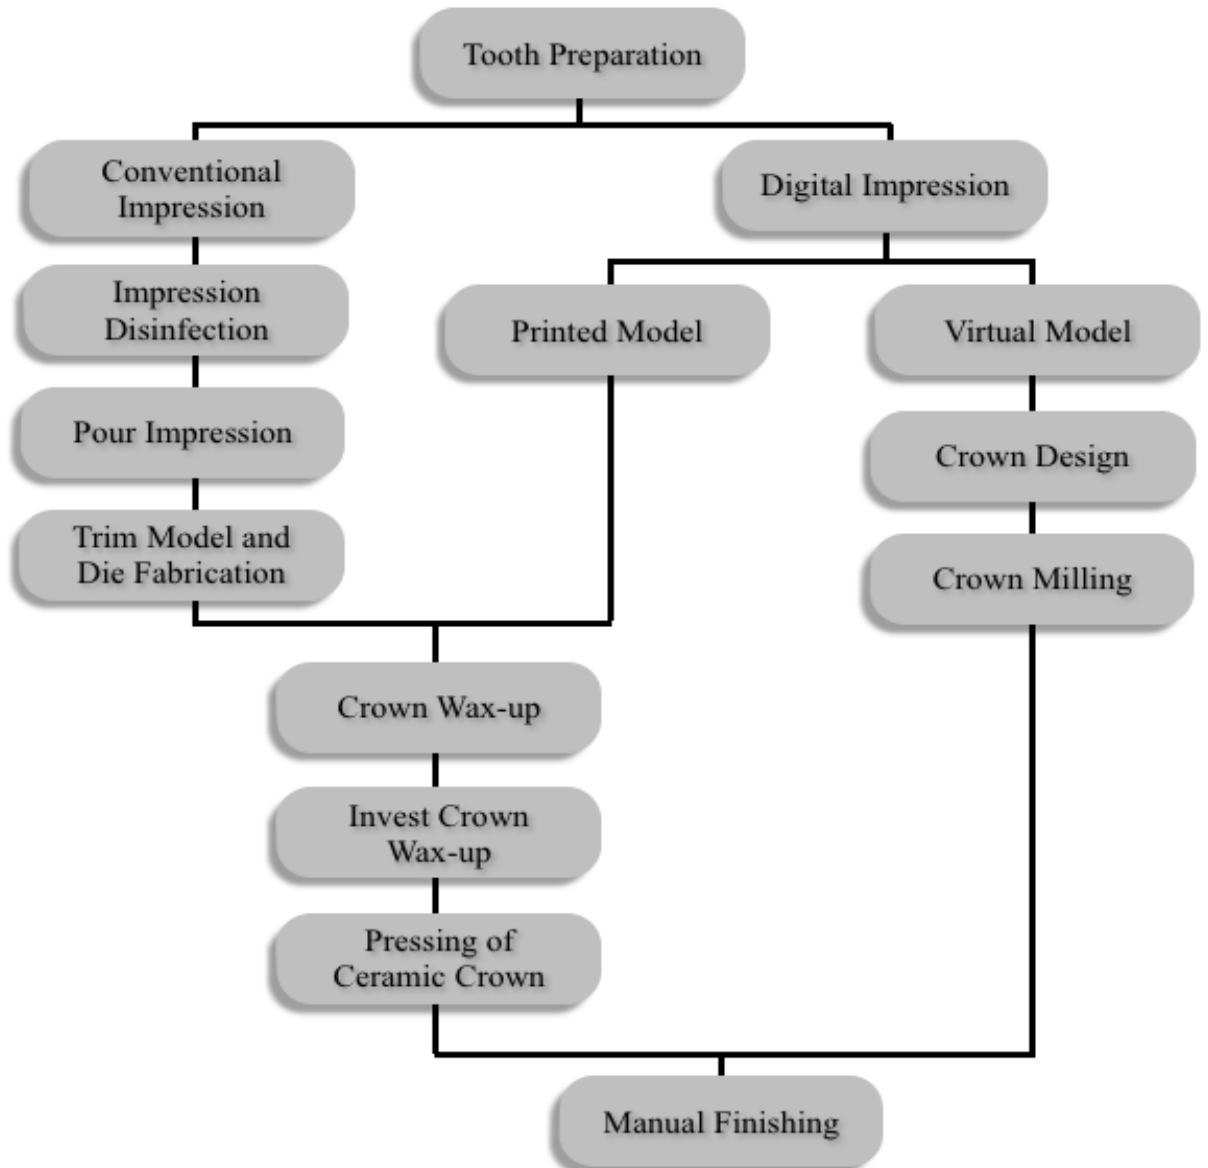 Tooth Preparation
Conventional
Impression
Digital Impression
Impression
Disinfection
Printed Model
Virtual Model
Pour Impression
Crown Design
Trim Model and
Die Fabrication
Crown Milling
Crown Wax-up
Invest Crown
Wax-up
Pressing of
Ceramic Crown
Manual Finishing